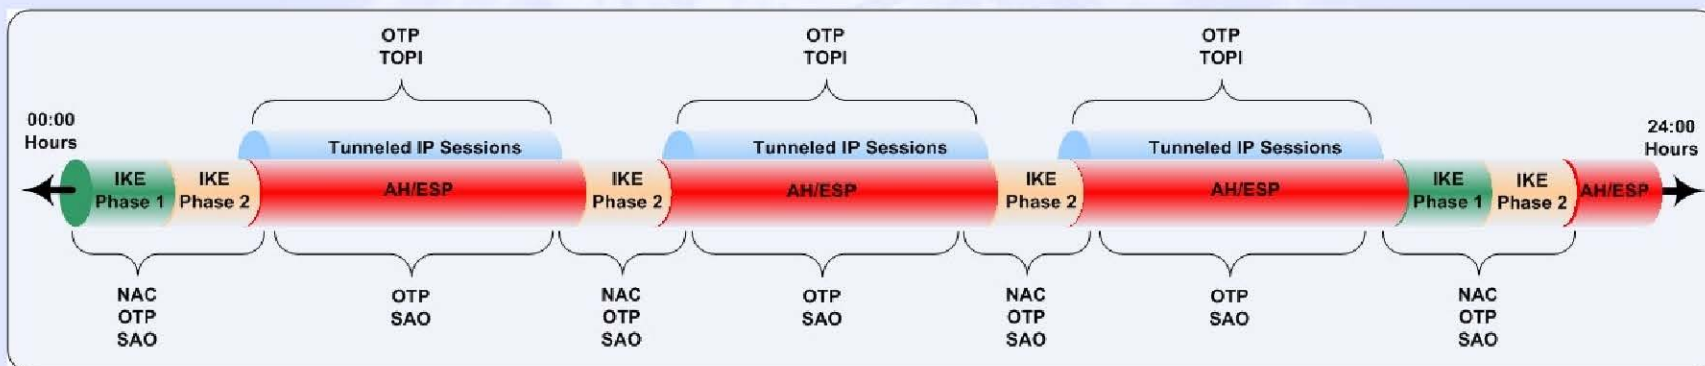 OTP
TOPI
OTP
TOPI
OTP
TOPI
00:00
Hours
24:00
Hours
Tunneled IP Sessions
Tunneled IP Sessions
Tunneled IP Sessions
IKE
Phase 1
IKE
Phase 2
AH/ESP
IKE
Phase 2
AH/ESP
IKE
Phase 2
AH/ESP
IKE
Phase 1
IKE
Phase 2
AH/ESP
NAC
OTP
SAO
OTP
SAO
NAC
OTP
SAO
OTP
SAO
NAC
OTP
SAO
OTP
SAO
NAC
OTP
SAO